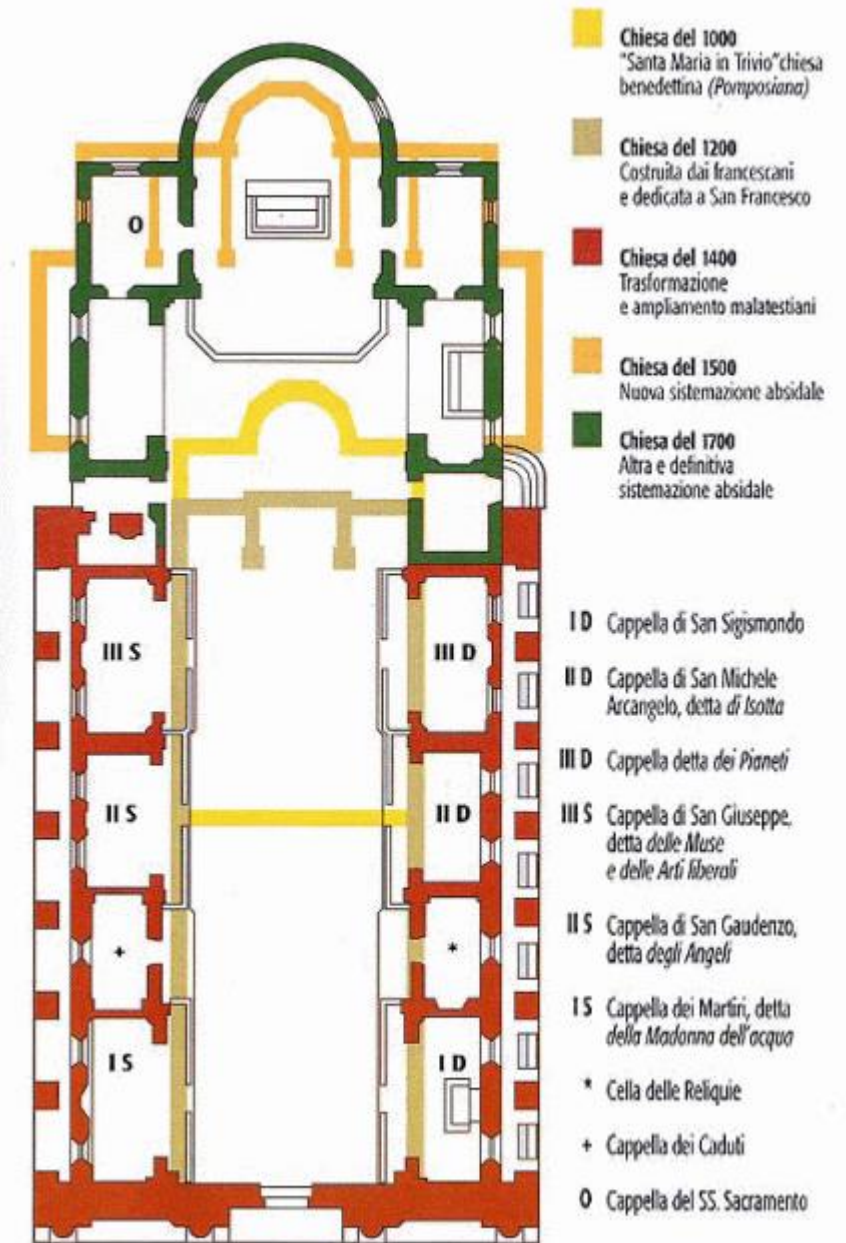 Chiesa del 1000
"Santa Maria in Trivio" chiesa
benedettina (Pomposiana)
Chiesa del 1200
Costruita dai francescani
e dedicata a San Francesco
Chiesa del 1400
Trasformazione
e ampliamento malatestiani
Chiesa del 1500
Nuova sistemazione absidale
Chiesa del 1700
Altra e definitiva
sistemazione absidale
I D Cappella di San Sigismondo
II D Cappella di San Michele
Arcangelo, detta di Isotta
III D Cappella detta dei Pianeti
III S Cappella di San Giuseppe,
detta delle Muse
e delle Arti liberali
II S Cappella di San Gaudenzo,
detta degli Angeli
I S Cappella dei Martiri, detta
della Madonna dell'acqua
* Cella delle Reliquie
+ Cappella dei Caduti
O Cappella del SS. Sacramento
O
III S
III D
II S
II D
+
*
I S
I D